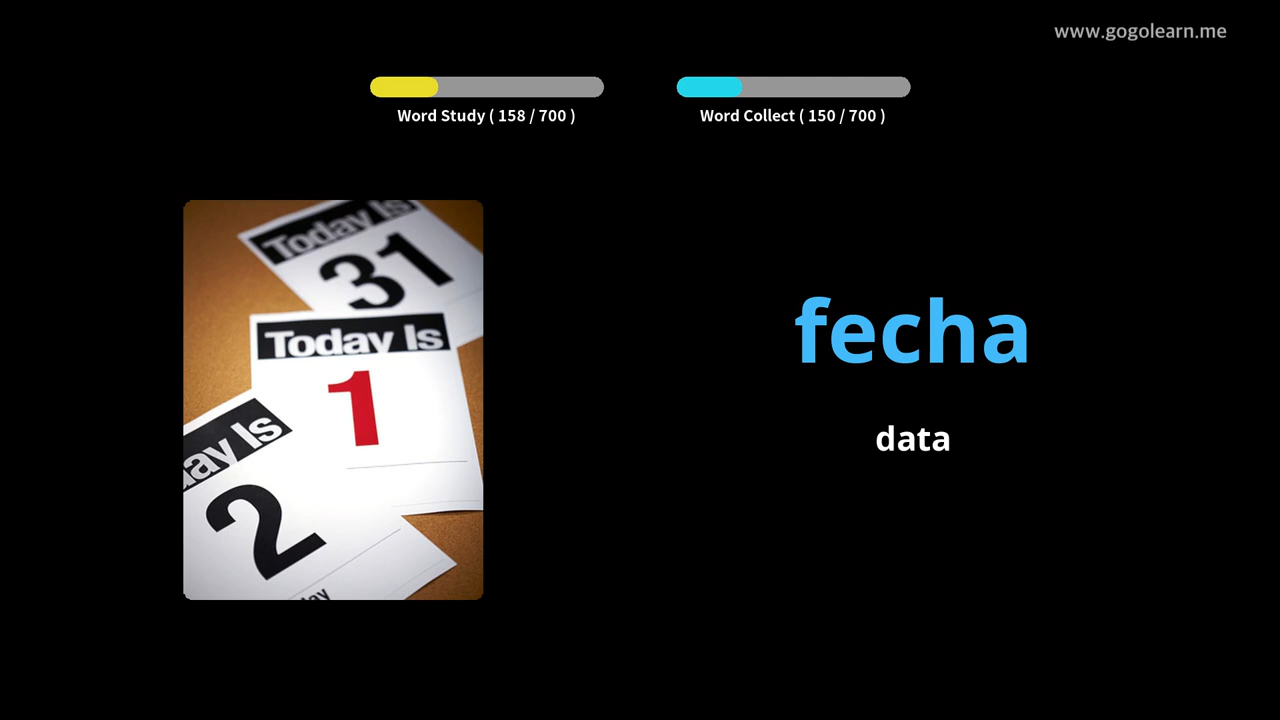 www.gogolearn.me
Word Study ( 158 / 700 )
Word Collect ( 150 / 700 )
Today Is
31
Today Is
1
ay Is
2
ay
fecha
data